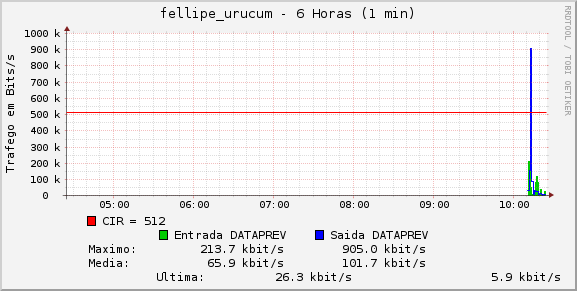 fellipe_urucum - 6 Horas (1 min)
RRDTOOL / TOBI OETIKER
Trafego em Bits/s
1000 k
900 k
800 k
700 k
600 k
500 k
400 k
300 k
200 k
100 k
0
05:00 06:00 07:00 08:00 09:00 10:00
CIR = 512
Entrada DATAPREV Saida DATAPREV
Maximo: 213.7 kbit/s 905.0 kbit/s
Media: 65.9 kbit/s 101.7 kbit/s
Ultima: 26.3 kbit/s 5.9 kbit/s